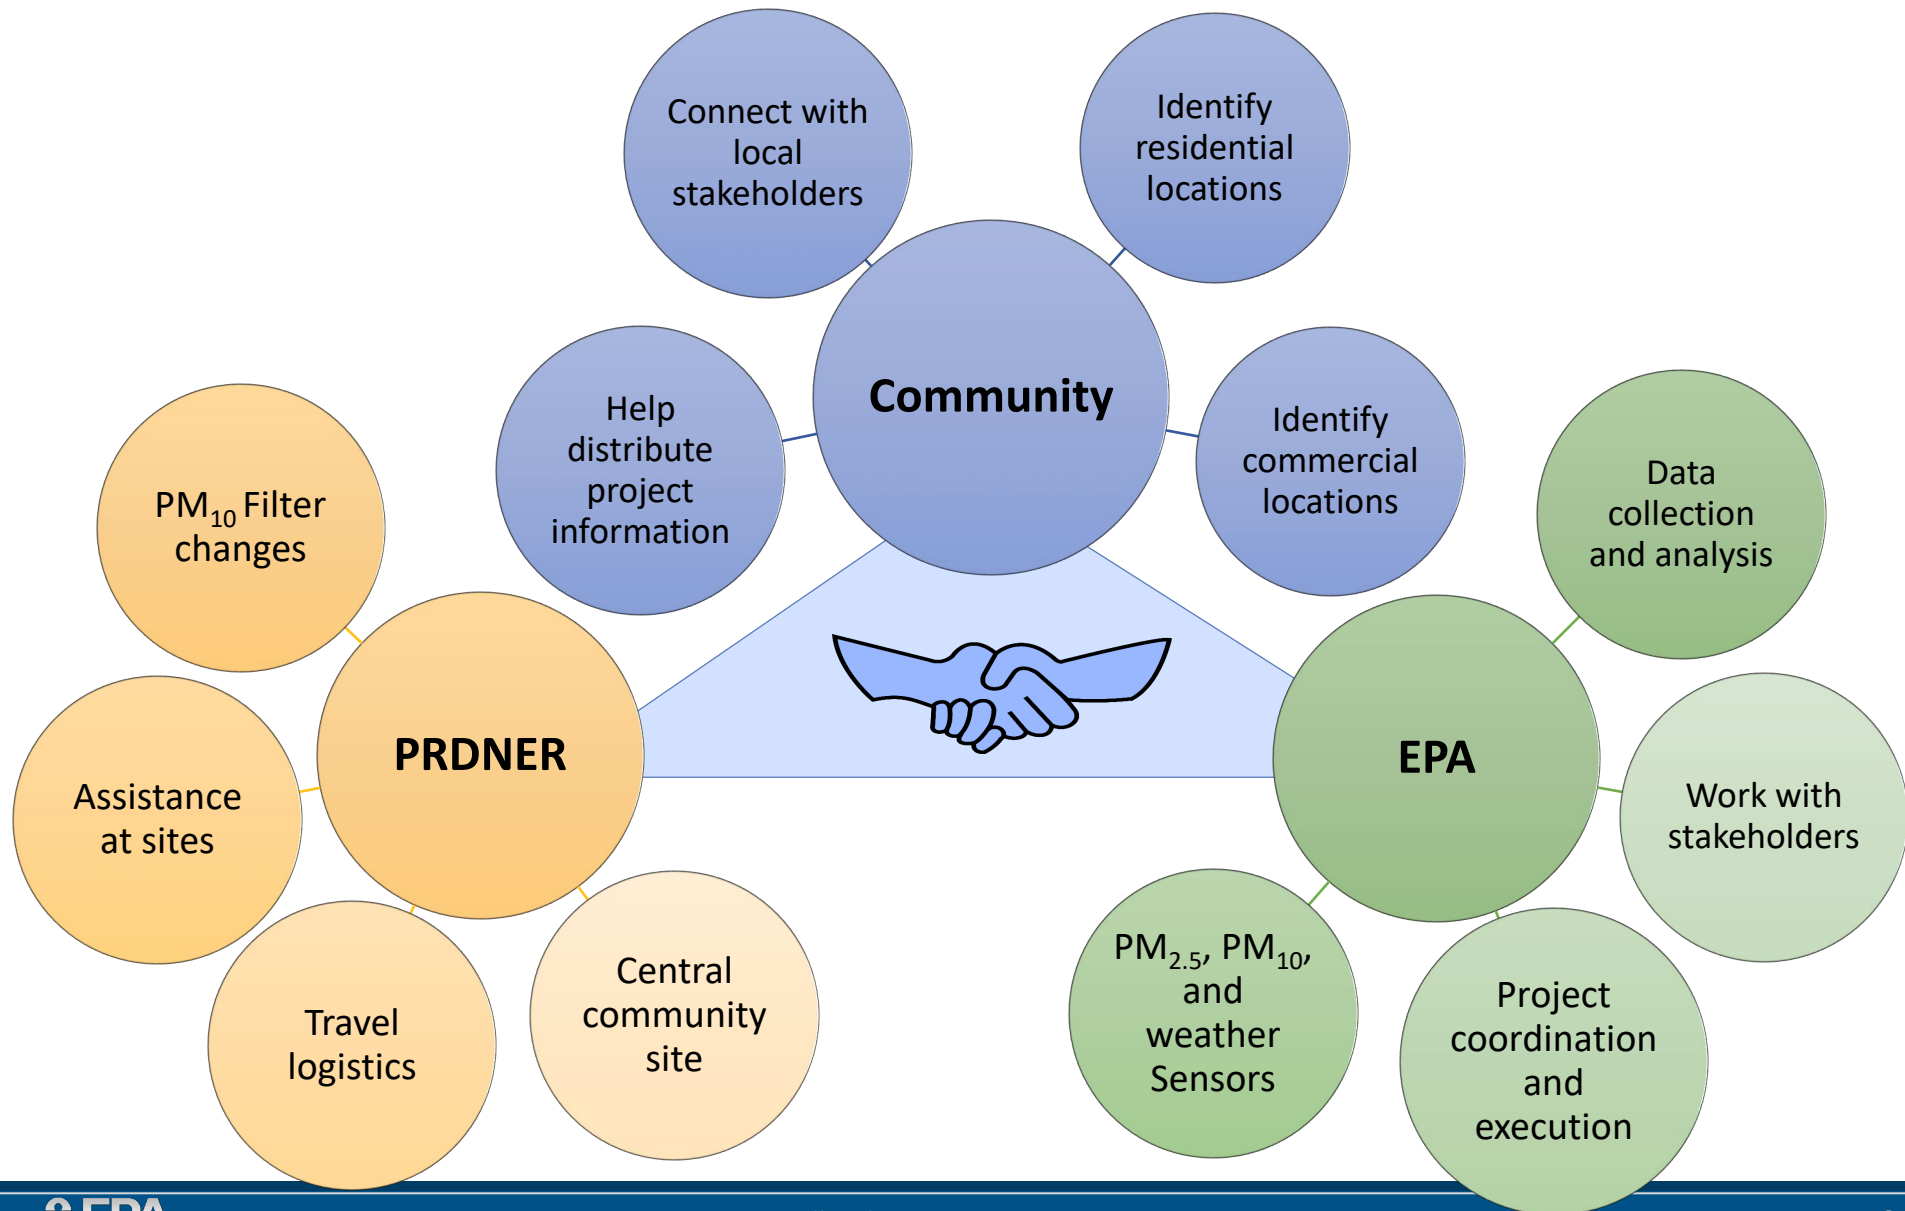 Connect with
local
stakeholders
Identify
residential
locations
Community
Help
distribute
project
information
Identify
commercial
locations
PM₁₀ Filter
changes
Data
collection
and analysis
PRDNER
EPA
Assistance
at sites
Work with
stakeholders
Travel
logistics
Central
community
site
PM₂.₅, PM₁₀,
and
weather
Sensors
Project
coordination
and
execution
EPA